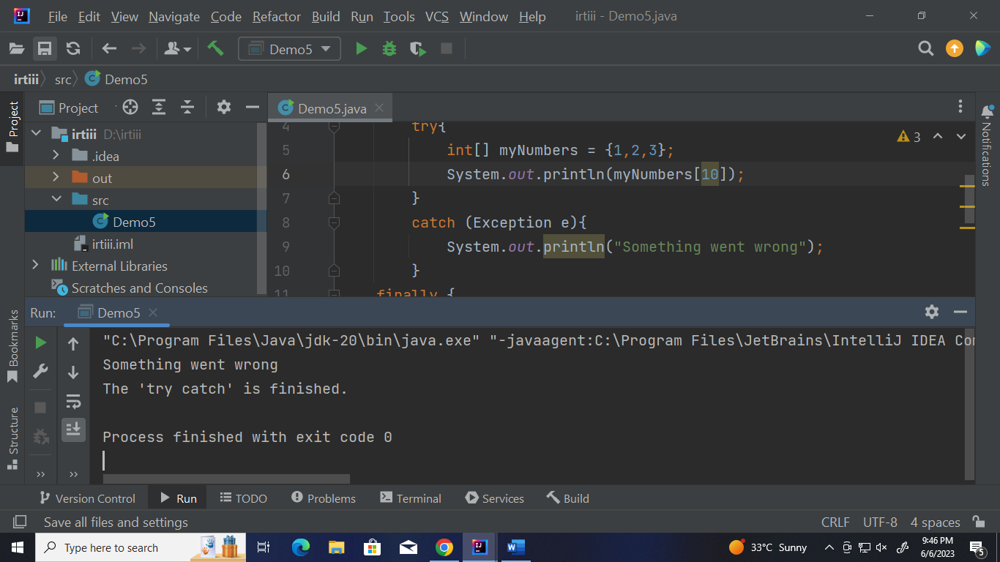 File Edit View Navigate Code Refactor Build Run Tools VCS Window Help irtiii - Demo5.java
Demo5
irtiii src Demo5
Project
Demo5.java
4 try{
5 int[] myNumbers = {1,2,3};
6 System.out.println(myNumbers[10]);
7 }
8 catch (Exception e){
9 System.out.println("Something went wrong");
10 }
11 finally {
3
Project
irtiii D:\irtiii
.idea
out
src
Demo5
irtiii.iml
External Libraries
Scratches and Consoles
Notifications
Bookmarks
Structure
Run: Demo5
"C:\Program Files\Java\jdk-20\bin\java.exe" "-javaagent:C:\Program Files\JetBrains\IntelliJ IDEA Com
Something went wrong
The 'try catch' is finished.
Process finished with exit code 0
Version Control Run TODO Problems Terminal Services Build
Save all files and settings CRLF UTF-8 4 spaces
Type here to search 33°C Sunny 9:46 PM
6/6/2023
5